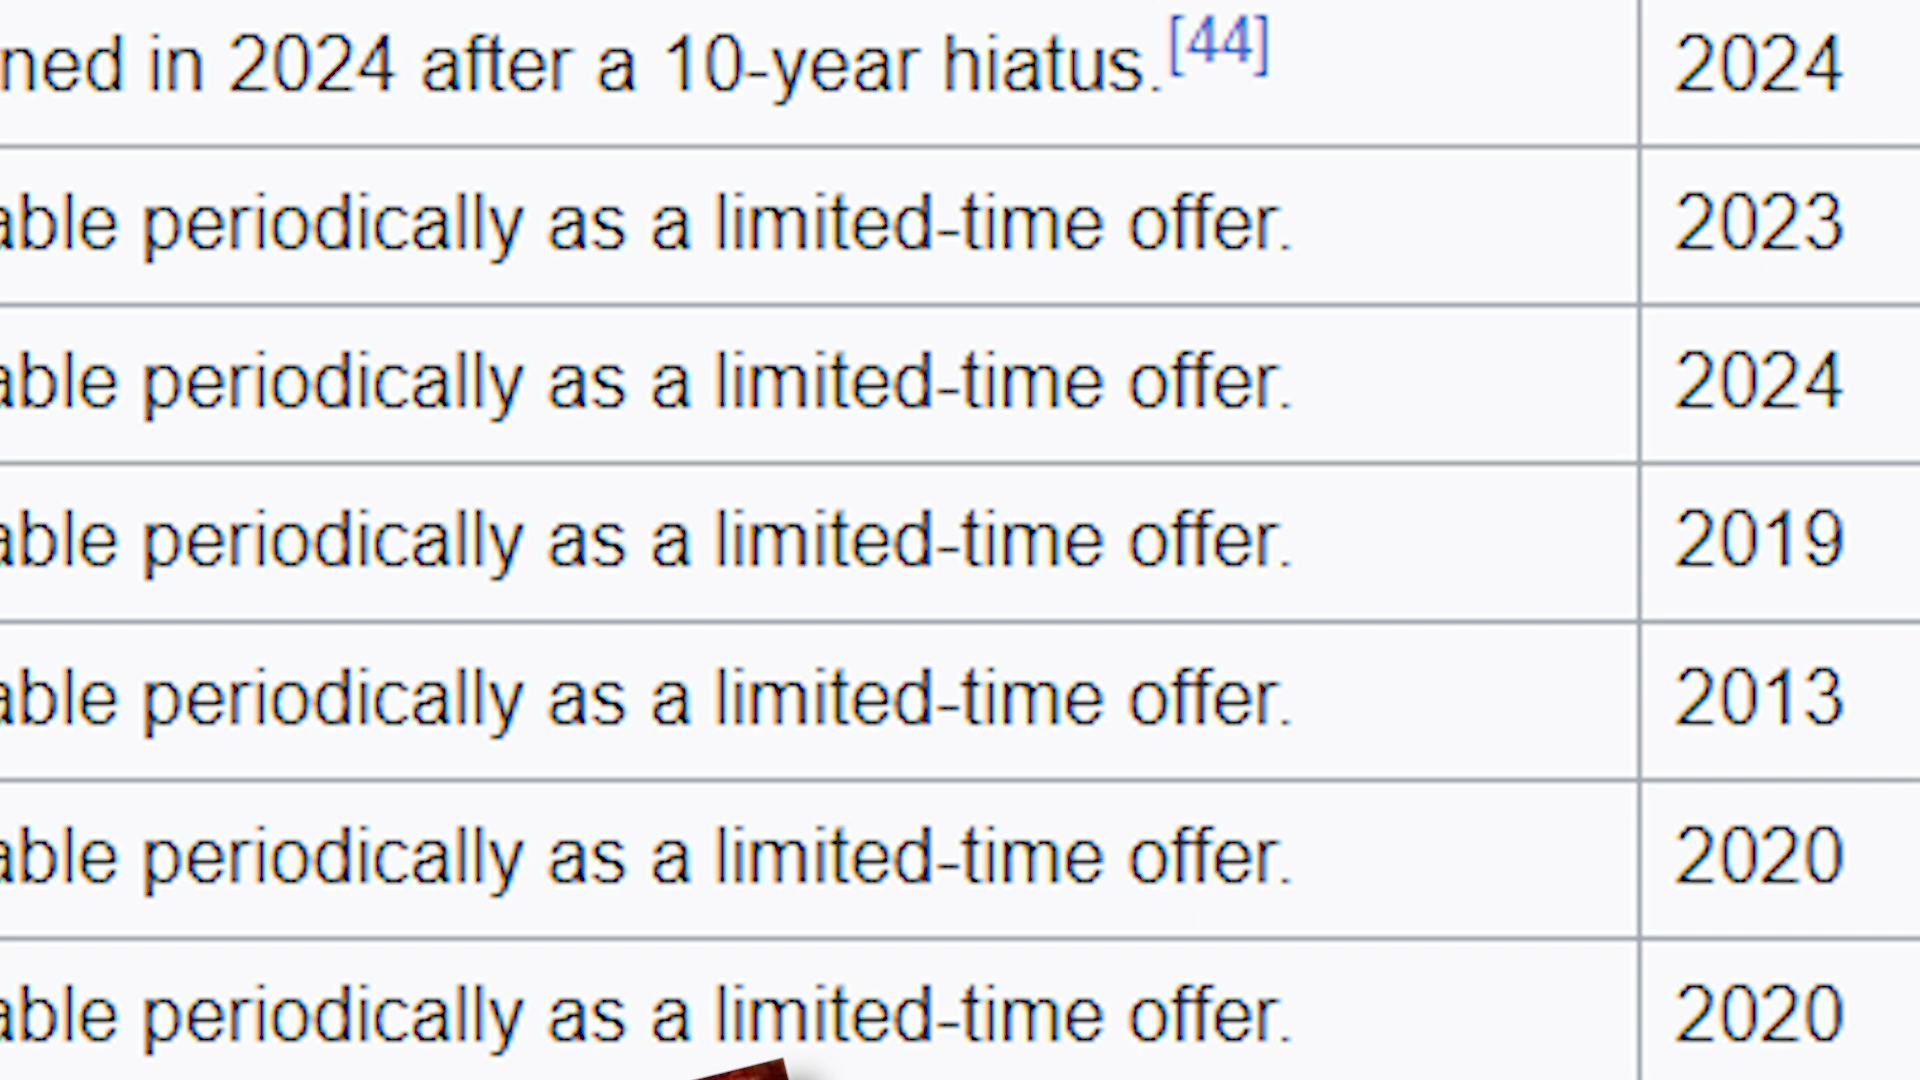 ned in 2024 after a 10-year hiatus.[44] 2024
able periodically as a limited-time offer. 2023
able periodically as a limited-time offer. 2024
able periodically as a limited-time offer. 2019
able periodically as a limited-time offer. 2013
able periodically as a limited-time offer. 2020
able periodically as a limited-time offer. 2020